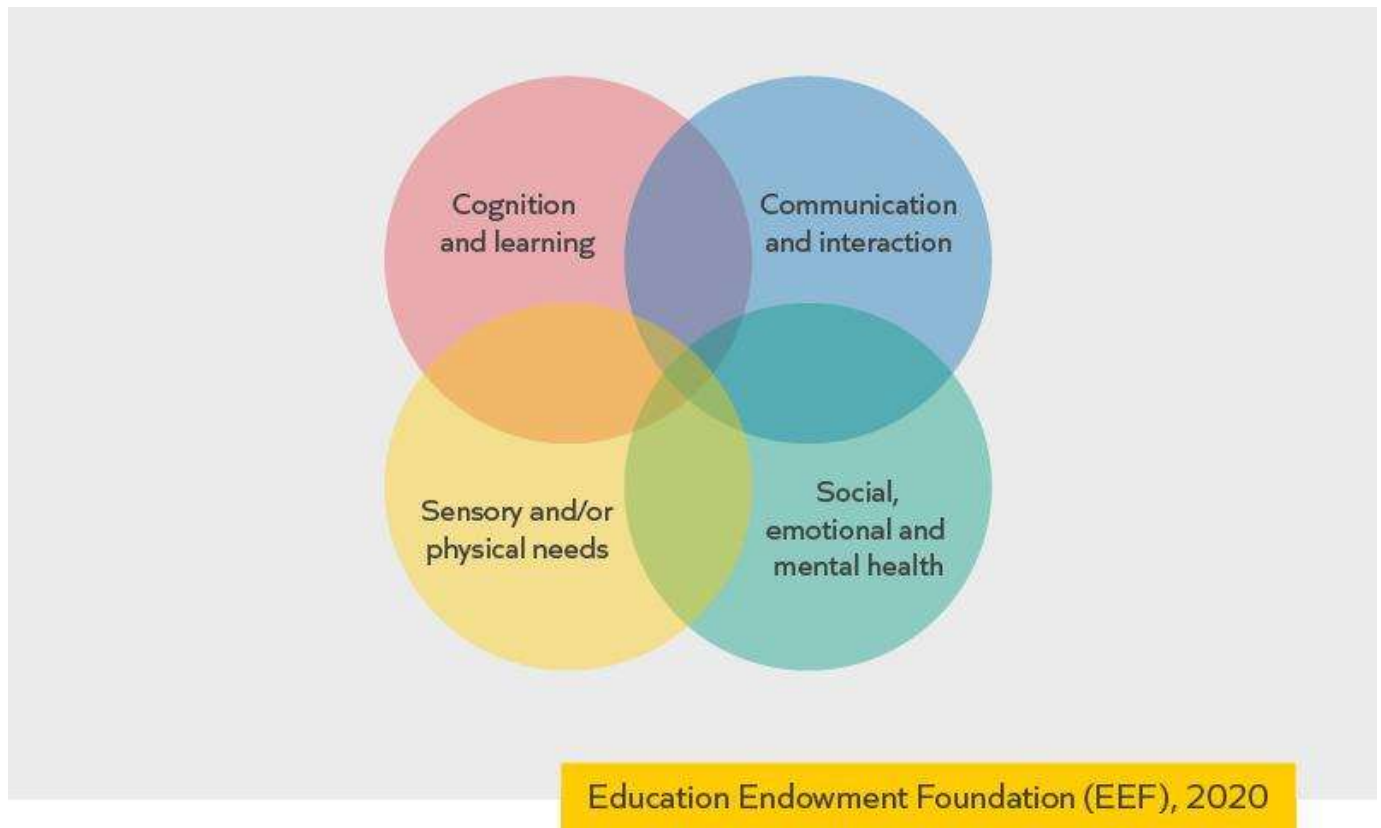 Cognition
and learning
Communication
and interaction
Sensory and/or
physical needs
Social,
emotional and
mental health
Education Endowment Foundation (EEF), 2020